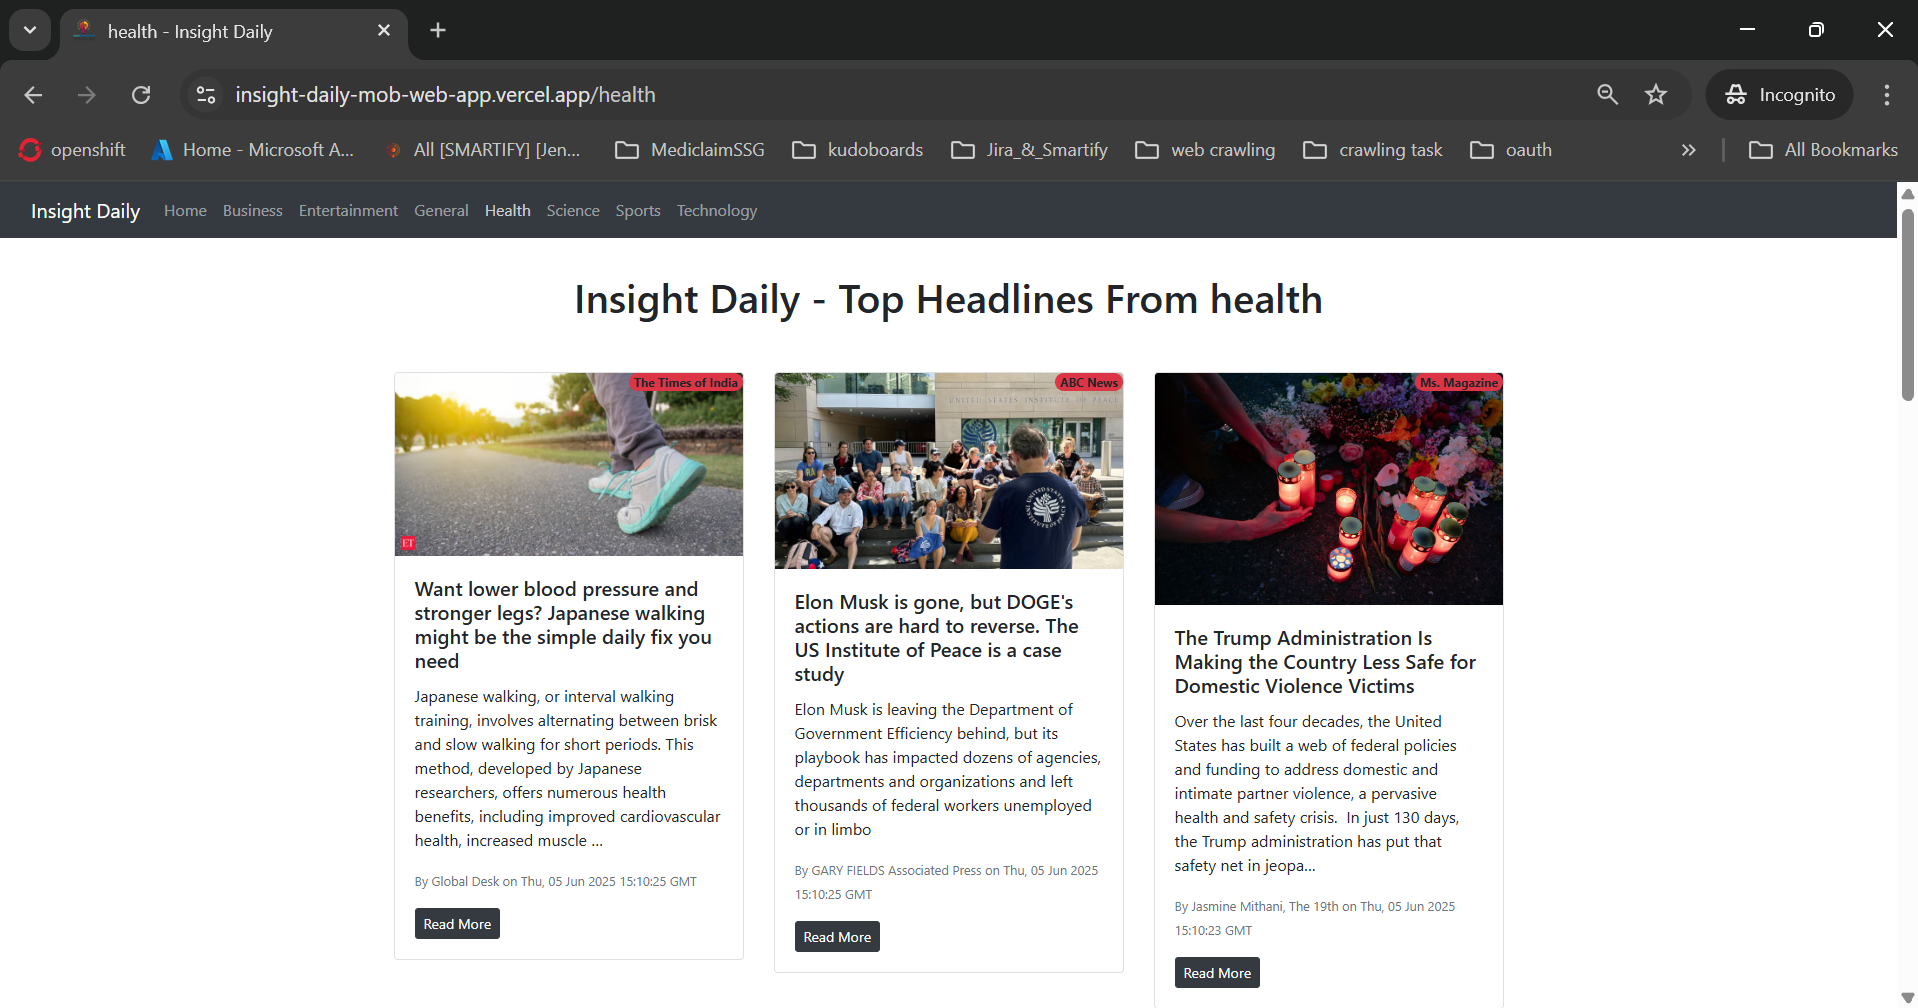 health - Insight Daily
insight-daily-mob-web-app.vercel.app/health
Incognito
openshift
Home - Microsoft A...
All [SMARTIFY] [Jen...
MediclaimSSG
kudoboards
Jira_&_Smartify
web crawling
crawling task
oauth
All Bookmarks
Insight Daily Home Business Entertainment General Health Science Sports Technology
Insight Daily - Top Headlines From health
The Times of India
ET
Want lower blood pressure and
stronger legs? Japanese walking
might be the simple daily fix you
need
Japanese walking, or interval walking
training, involves alternating between brisk
and slow walking for short periods. This
method, developed by Japanese
researchers, offers numerous health
benefits, including improved cardiovascular
health, increased muscle ...
By Global Desk on Thu, 05 Jun 2025 15:10:25 GMT
Read More
ABC News
UNITED STATES INSTITUTE OF PEACE
UNITED STATES
Elon Musk is gone, but DOGE's
actions are hard to reverse. The
US Institute of Peace is a case
study
Elon Musk is leaving the Department of
Government Efficiency behind, but its
playbook has impacted dozens of agencies,
departments and organizations and left
thousands of federal workers unemployed
or in limbo
By GARY FIELDS Associated Press on Thu, 05 Jun 2025
15:10:25 GMT
Read More
Ms. Magazine
The Trump Administration Is
Making the Country Less Safe for
Domestic Violence Victims
Over the last four decades, the United
States has built a web of federal policies
and funding to address domestic and
intimate partner violence, a pervasive
health and safety crisis.  In just 130 days,
the Trump administration has put that
safety net in jeopa...
By Jasmine Mithani, The 19th on Thu, 05 Jun 2025
15:10:23 GMT
Read More